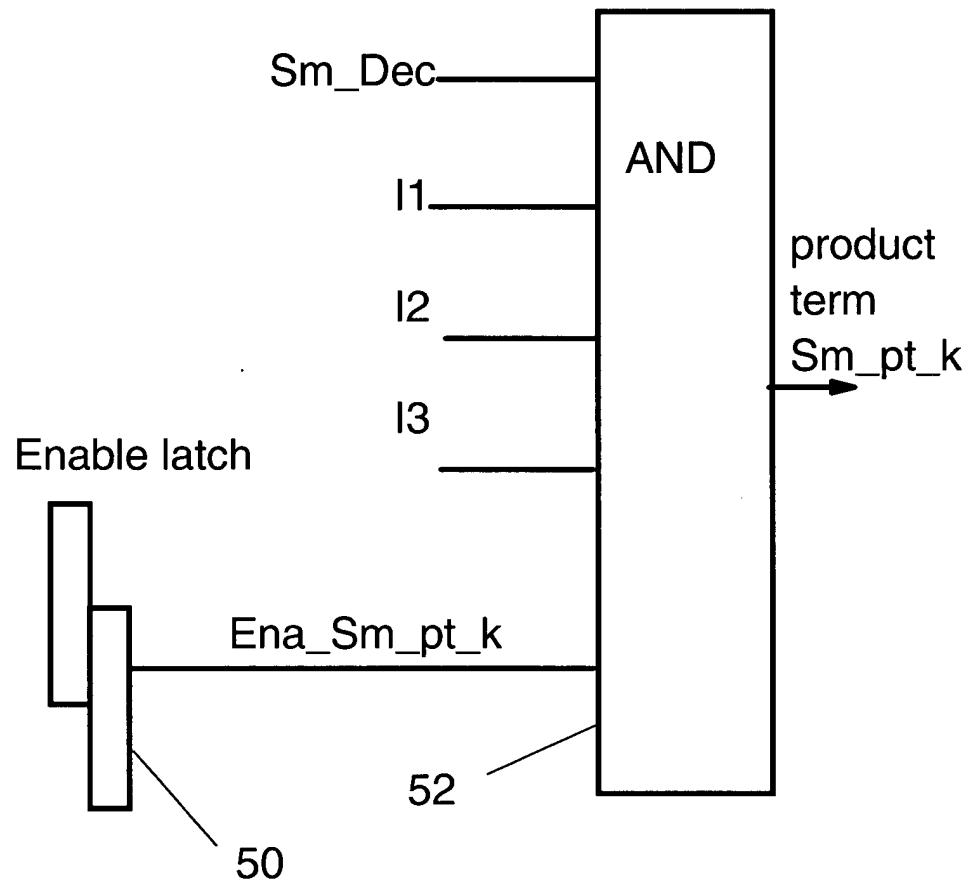 Sm_Dec
AND
I1
product
term
Sm_pt_k
I2
I3
Enable latch
Ena_Sm_pt_k
52
50